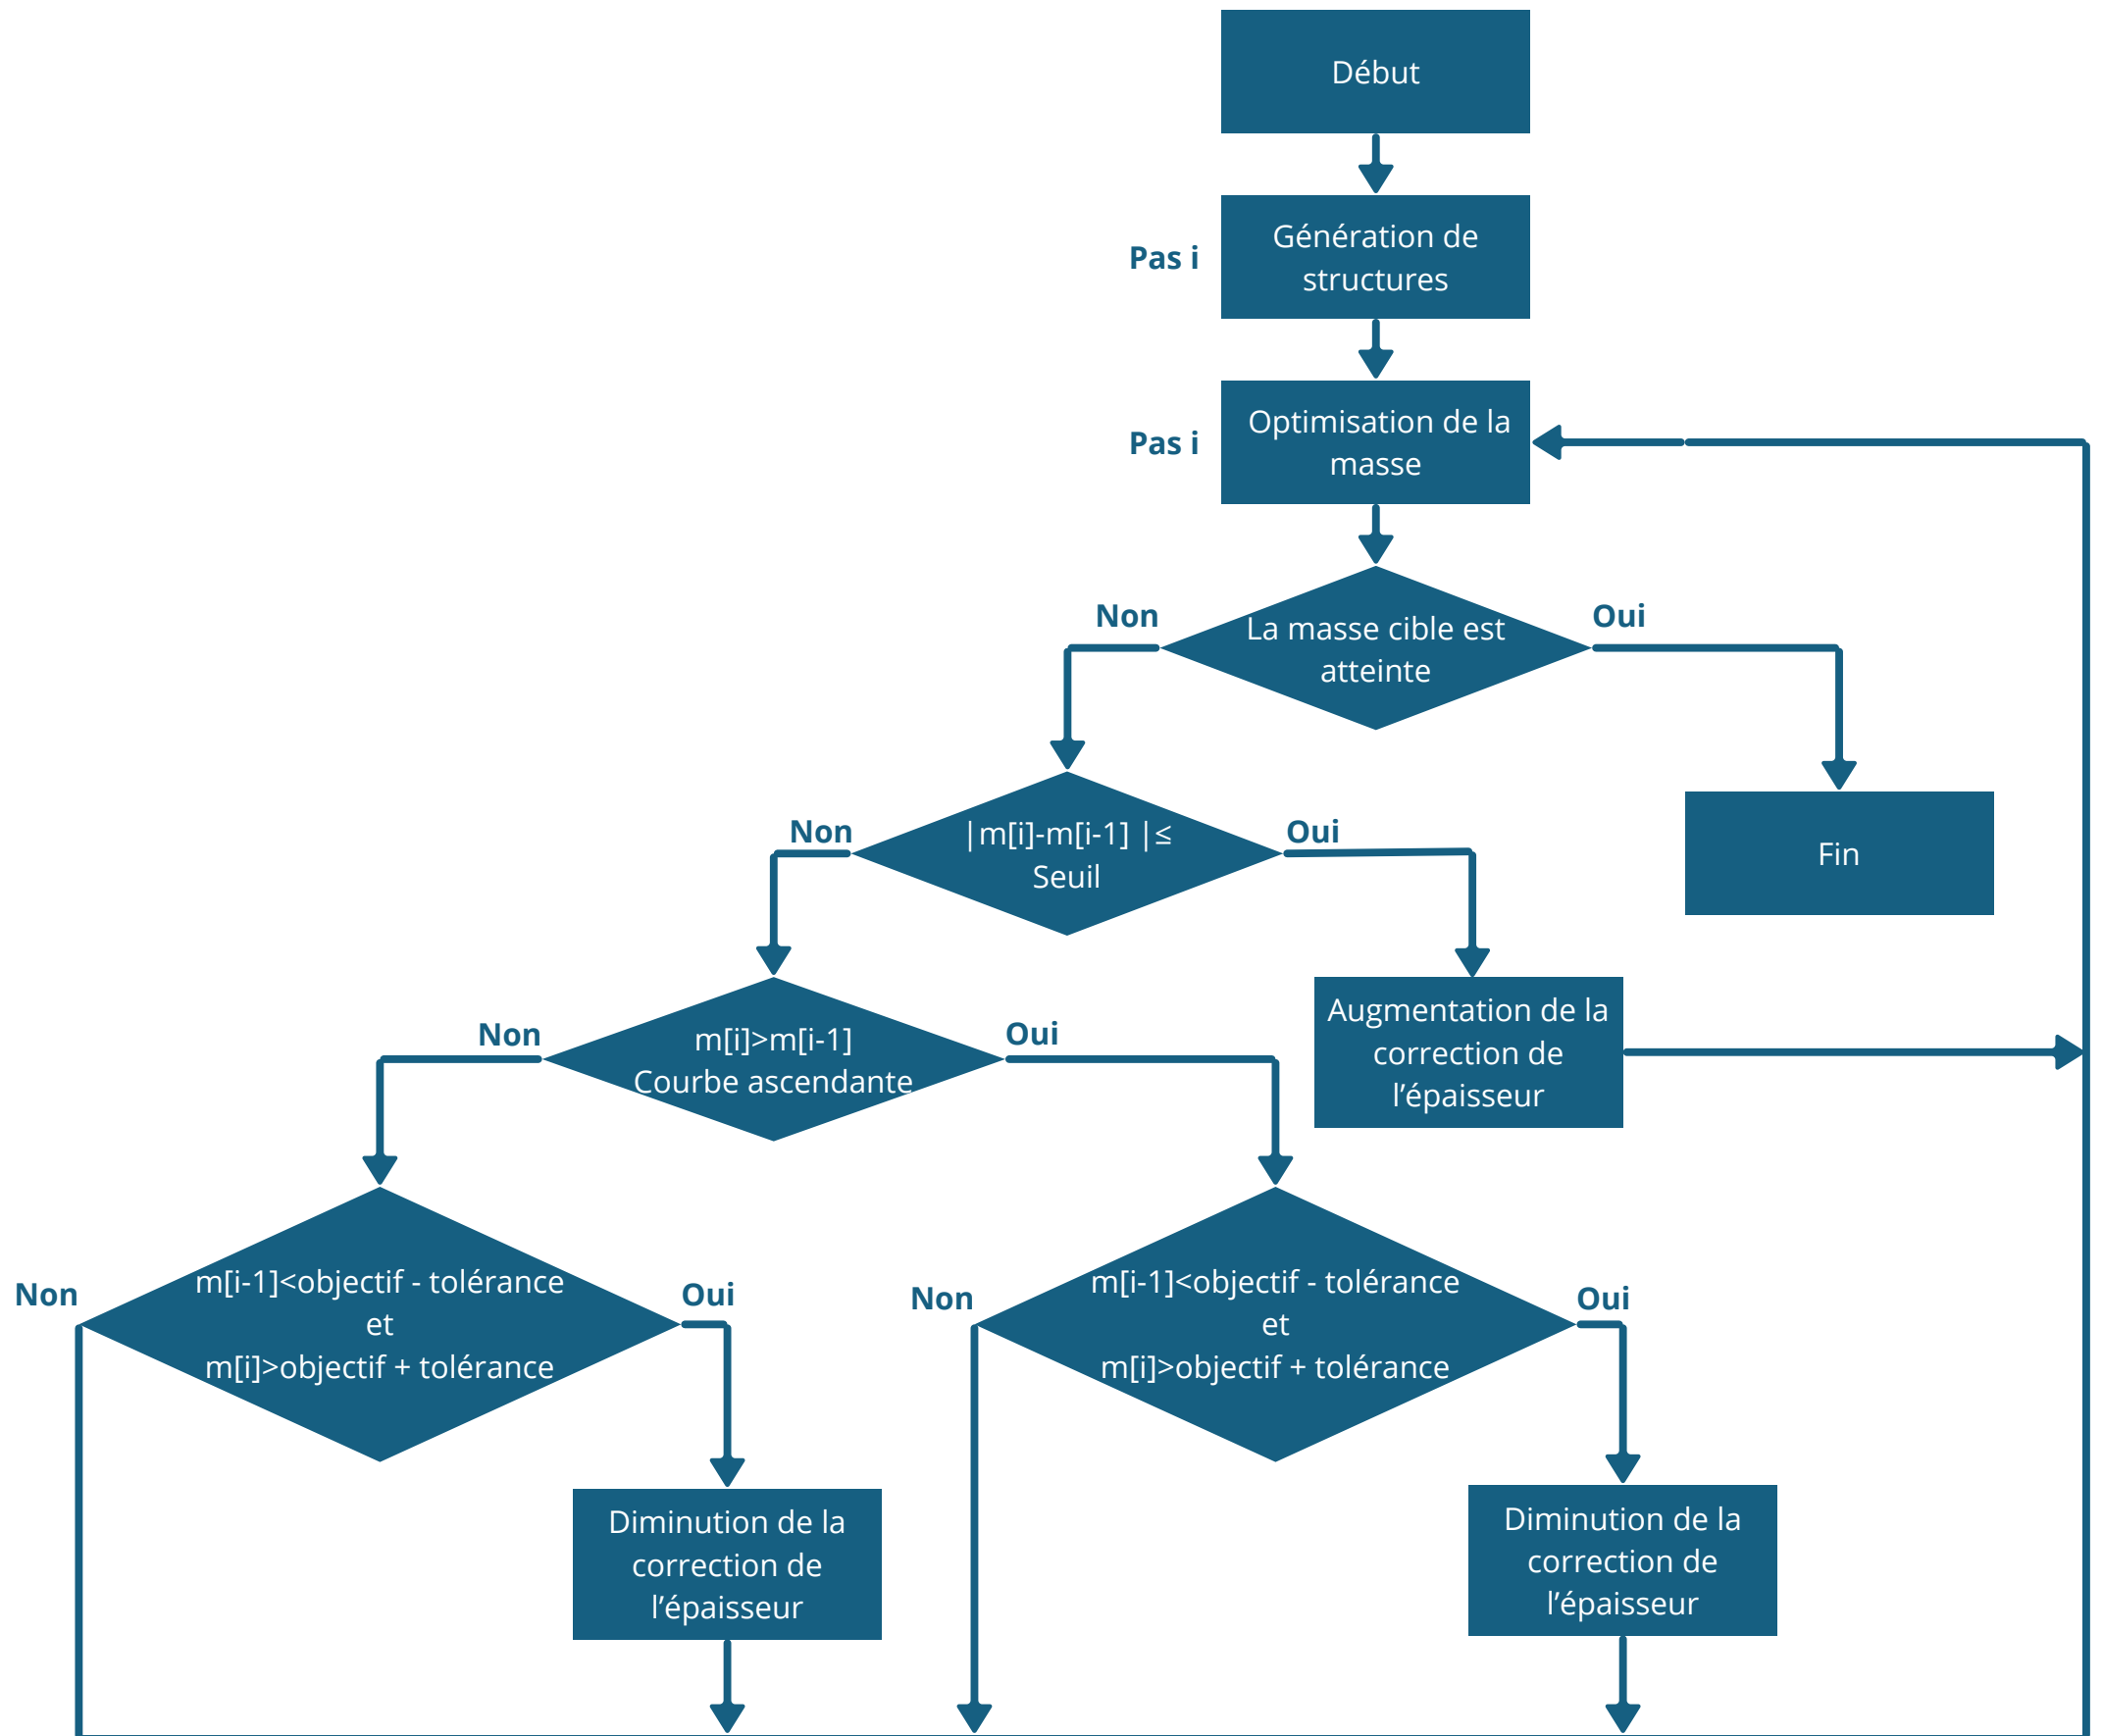 Début
Pas i
Génération de
structures
Pas i
Optimisation de la
masse
Non
Oui
La masse cible est
atteinte
Non
Oui
|m[i]-m[i-1] |≤
Seuil
Fin
Non
Oui
m[i]>m[i-1]
Courbe ascendante
Augmentation de la
correction de
l’épaisseur
Non
Oui
m[i-1]<objectif - tolérance
et
m[i]>objectif + tolérance
Non
Oui
m[i-1]<objectif - tolérance
et
m[i]>objectif + tolérance
Diminution de la
correction de
l’épaisseur
Diminution de la
correction de
l’épaisseur